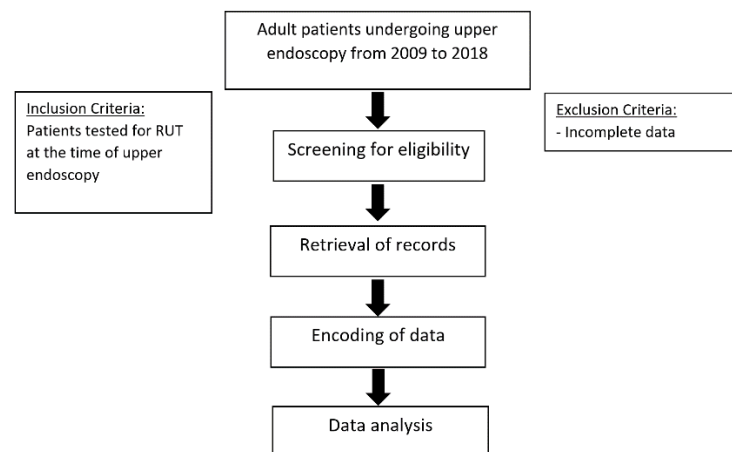 Adult patients undergoing upper
endoscopy from 2009 to 2018
Inclusion Criteria:
Patients tested for RUT
at the time of upper
endoscopy
Exclusion Criteria:
- Incomplete data
Screening for eligibility
Retrieval of records
Encoding of data
Data analysis